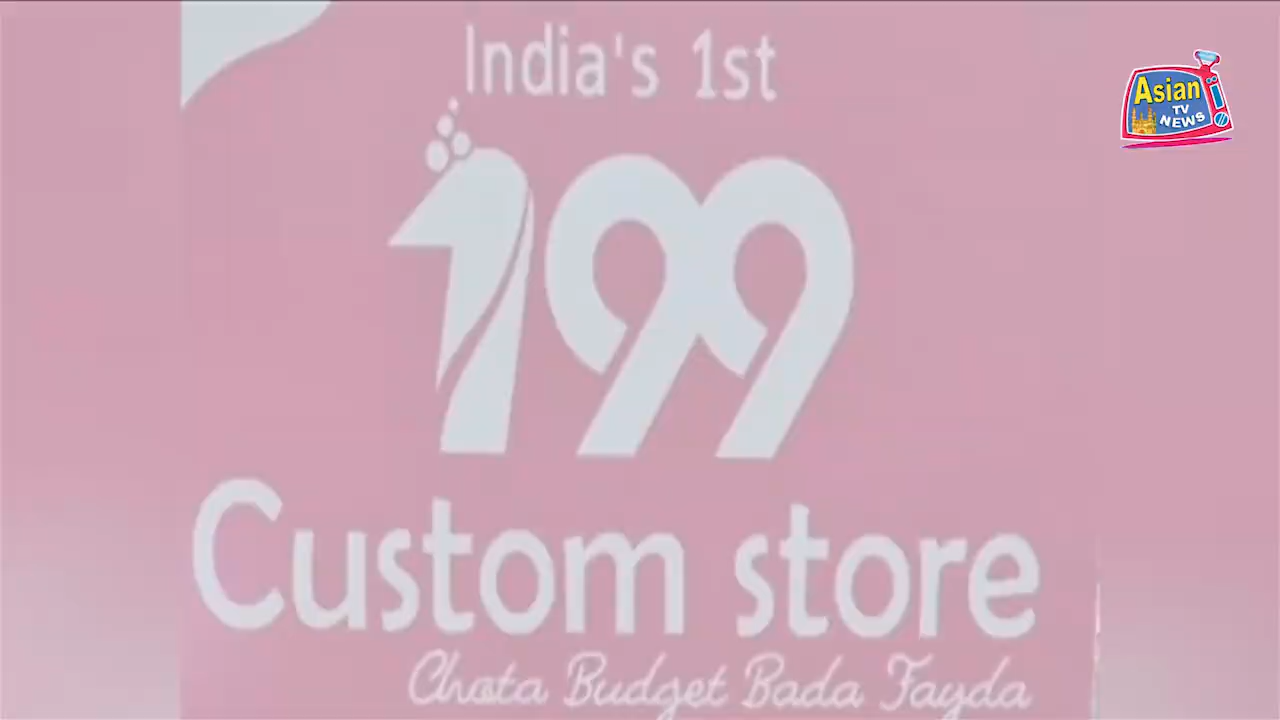 India's 1st
199
Custom store
Chota Budget Bada Fayda
Asian
TV
NEWS